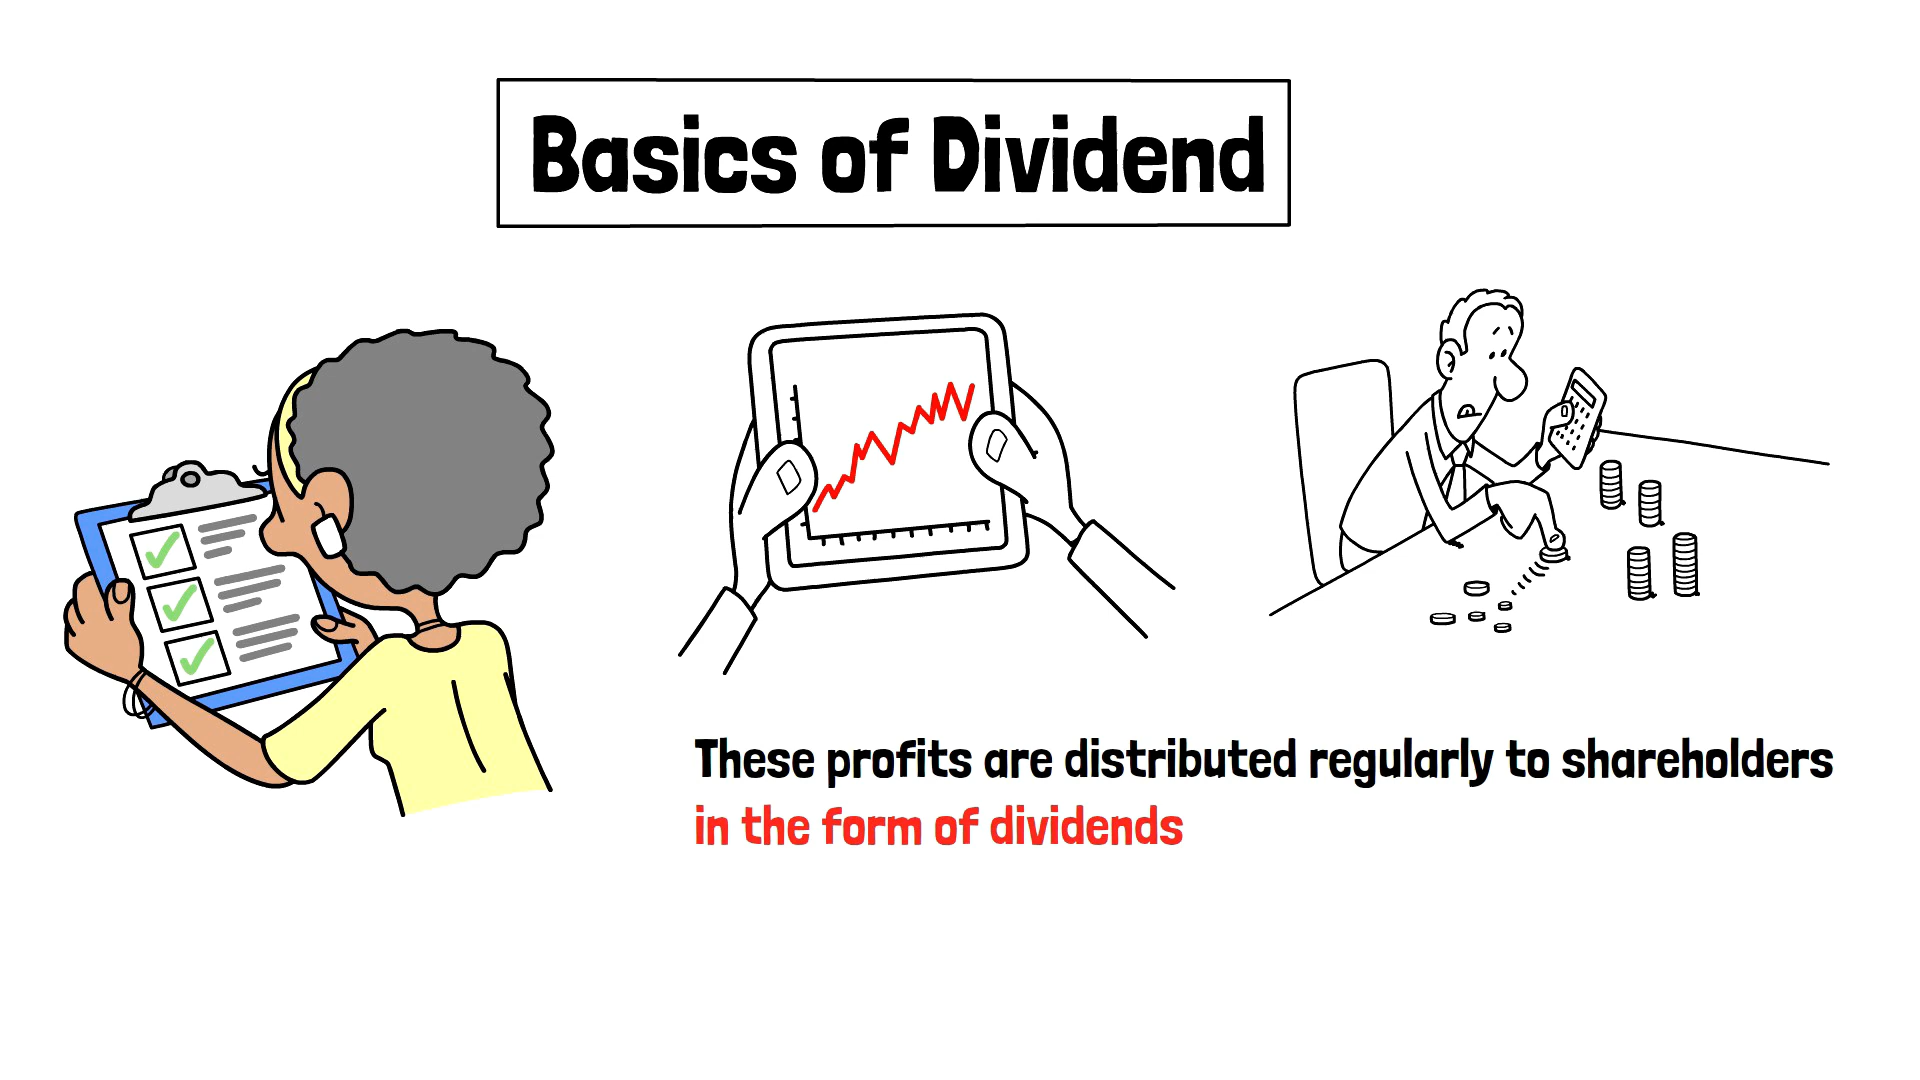 Basics of Dividend
These profits are distributed regularly to shareholders
in the form of dividends